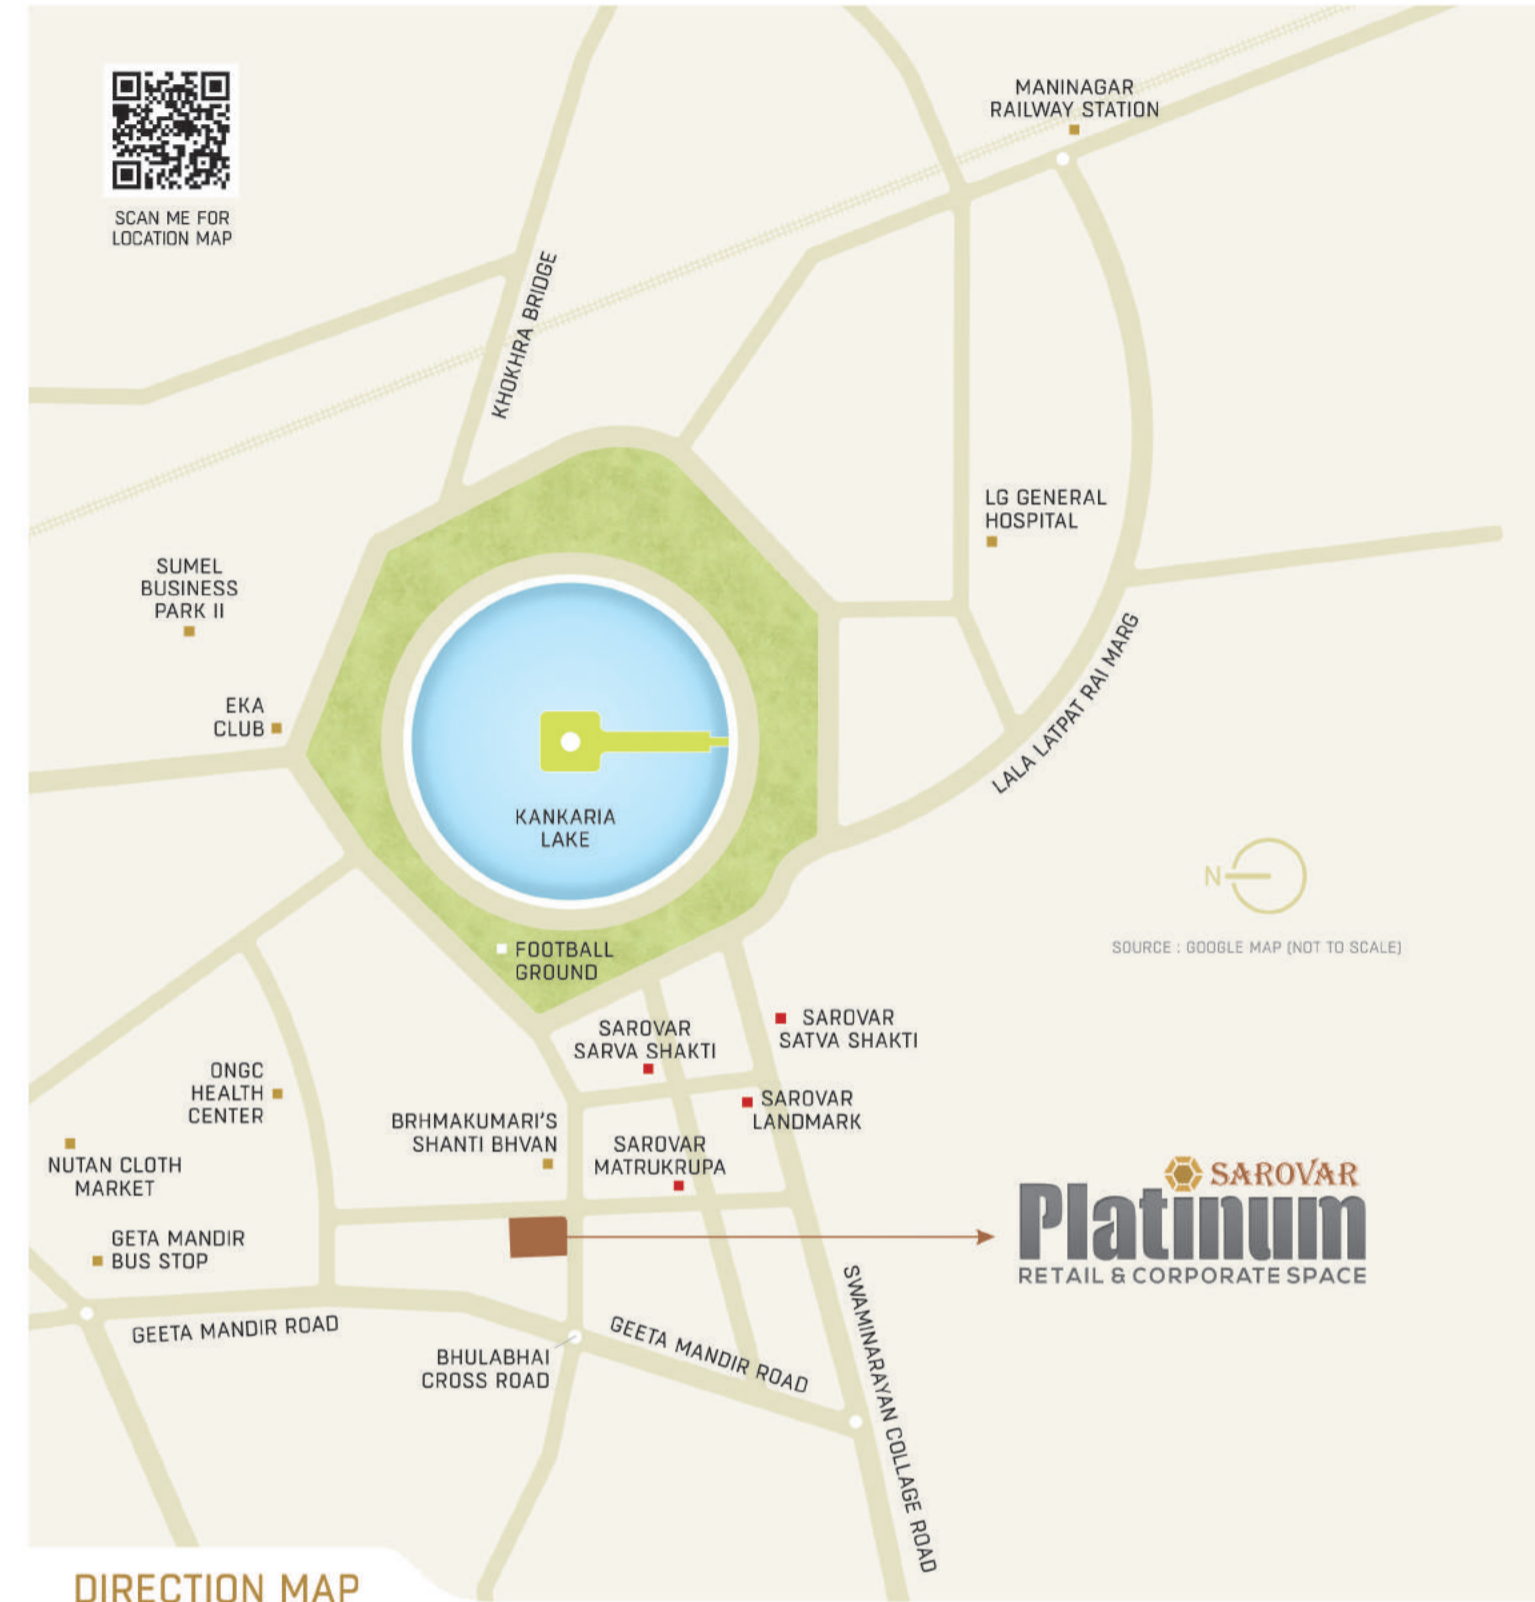 MANINAGAR
RAILWAY STATION
SCAN ME FOR
LOCATION MAP
KHOKHRA BRIDGE
LG GENERAL
HOSPITAL
SUMEL
BUSINESS
PARK II
EKA
CLUB
LALA LATPAT RAI MARG
KANKARIA
LAKE
N
SOURCE : GOOGLE MAP (NOT TO SCALE)
FOOTBALL
GROUND
SAROVAR
SARVA SHAKTI
SAROVAR
SATVA SHAKTI
ONGC
HEALTH
CENTER
SAROVAR
LANDMARK
BRHMAKUMARI'S
SHANTI BHVAN
SAROVAR
MATRUKRUPA
NUTAN CLOTH
MARKET
SAROVAR
Platinum
RETAIL & CORPORATE SPACE
GETA MANDIR
BUS STOP
GEETA MANDIR ROAD
GEETA MANDIR ROAD
BHULABHAI
CROSS ROAD
SWAMINARAYAN COLLAGE ROAD
DIRECTION MAP